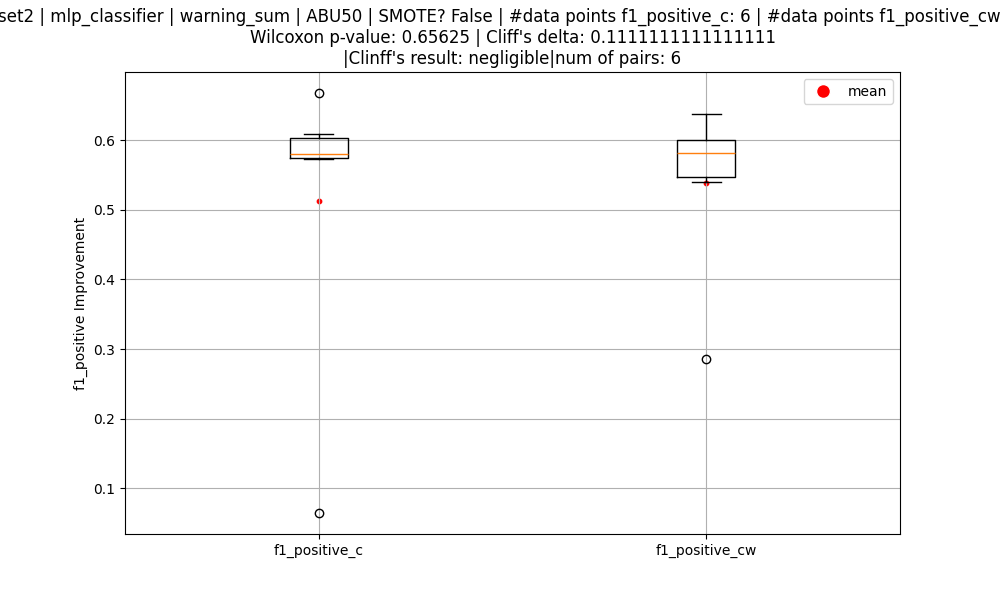 set2 | mlp_classifier | warning_sum | ABU50 | SMOTE? False | #data points f1_positive_c: 6 | #data points f1_positive_cw
Wilcoxon p-value: 0.65625 | Cliff's delta: 0.1111111111111111
|Clinff's result: negligible|num of pairs: 6
mean
f1_positive Improvement
0.6
0.5
0.4
0.3
0.2
0.1
f1_positive_c
f1_positive_cw